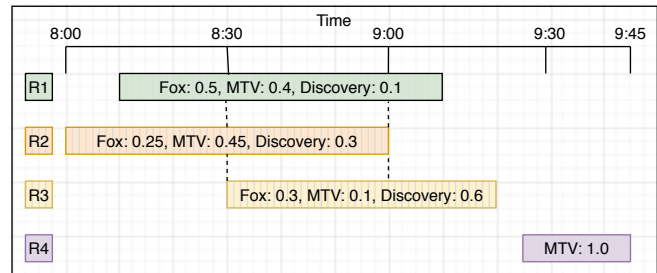 Time
8:00 8:30 9:00 9:30 9:45
R1 Fox: 0.5, MTV: 0.4, Discovery: 0.1
R2 Fox: 0.25, MTV: 0.45, Discovery: 0.3
R3 Fox: 0.3, MTV: 0.1, Discovery: 0.6
R4 MTV: 1.0